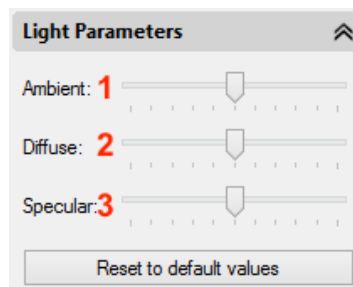 Light Parameters
Ambient: 1
Diffuse: 2
Specular:3
Reset to default values